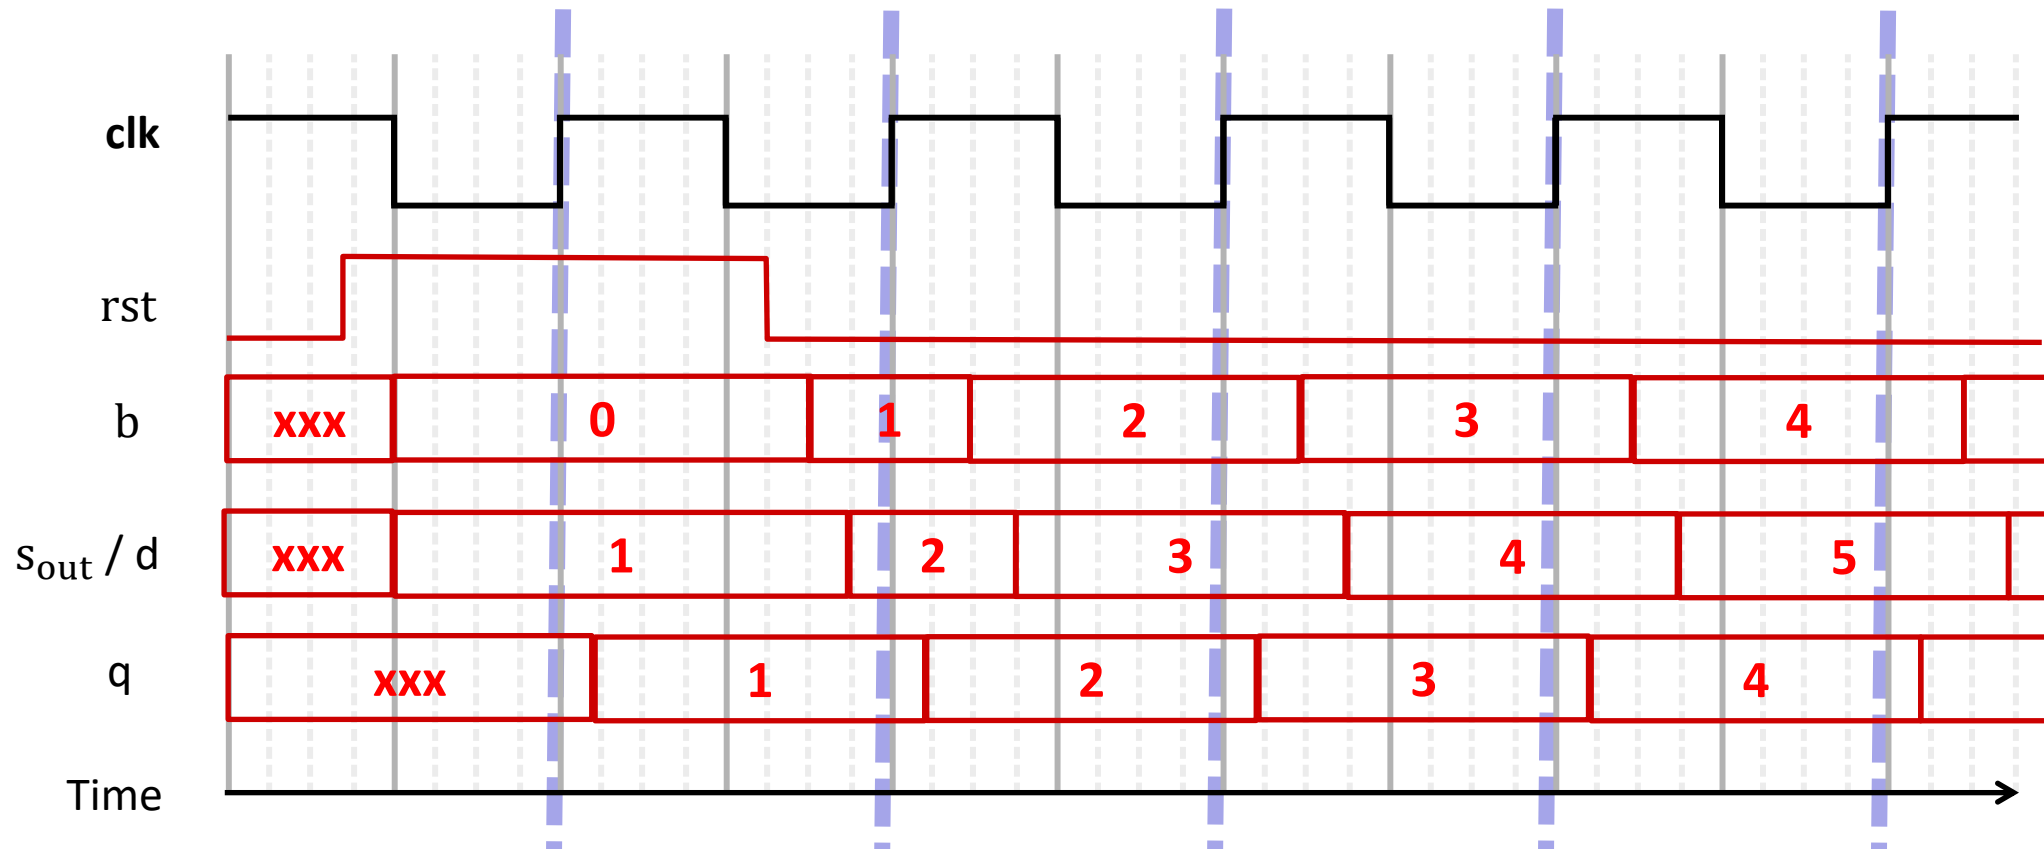 clk
rst
b xxx 0 1 2 3 4
s_out / d xxx 1 2 3 4 5
q xxx 1 2 3 4
Time